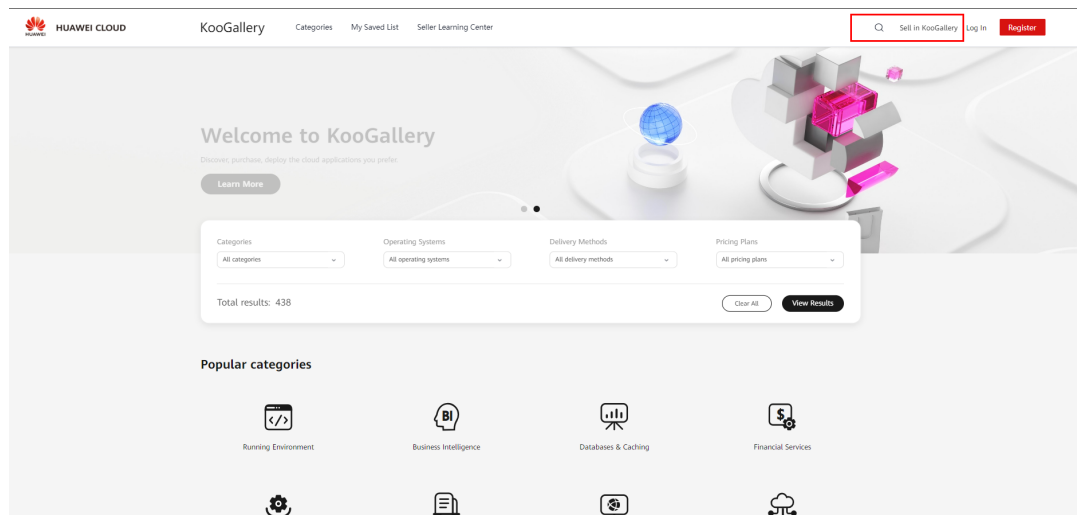 HUAWEI HUAWEI CLOUD KooGallery Categories My Saved List Seller Learning Center Sell in KooGallery Log In Register
Welcome to KooGallery
Discover, purchase, deploy the cloud applications you prefer.
Learn More
Categories Operating Systems Delivery Methods Pricing Plans
All categories All operating systems All delivery methods All pricing plans
Total results: 438 Clear All View Results
Popular categories
</> BI $
Running Environment Business Intelligence Databases & Caching Financial Services